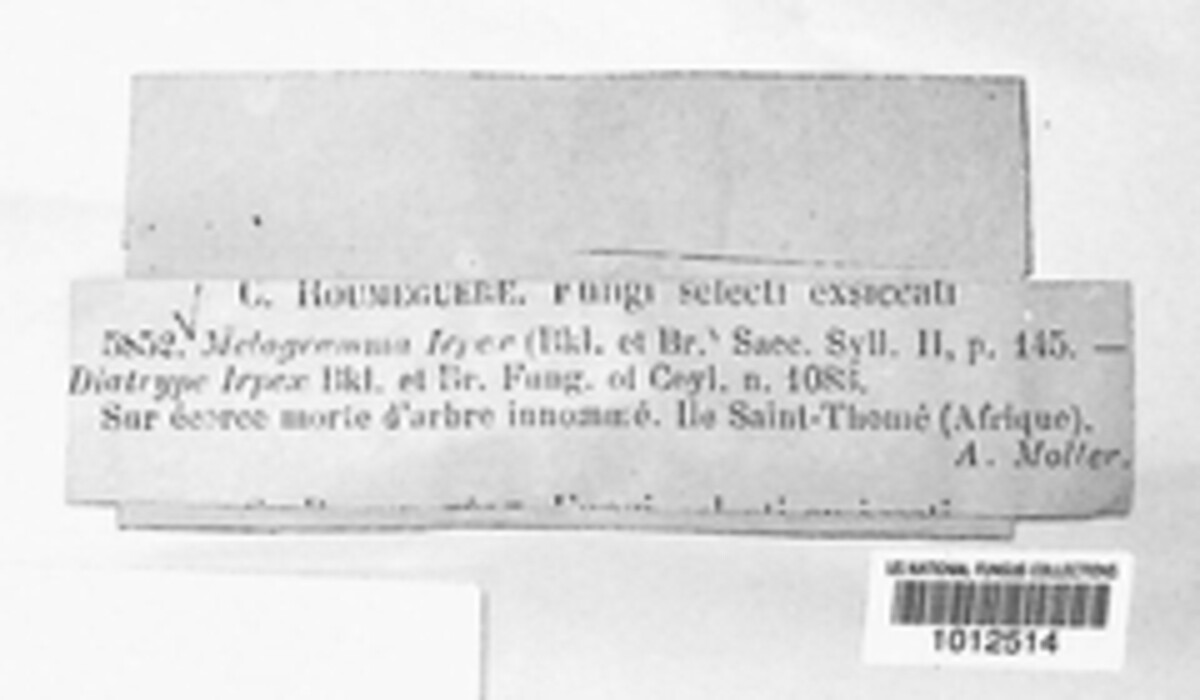 C. ROUMEGUERE. Fungi selecti exsiccati
5852. Melogramma Irpex (Bkl. et Br.) Sacc. Syll. II, p. 145. —
Diatrype Irpex Bkl. et Br. Fung. of Ceyl. n.
Sur écorce morte d'arbre innommé. Ile Saint-Thomé (Afrique).
A. Moller.
US NATIONAL FUNGUS COLLECTIONS
1012514